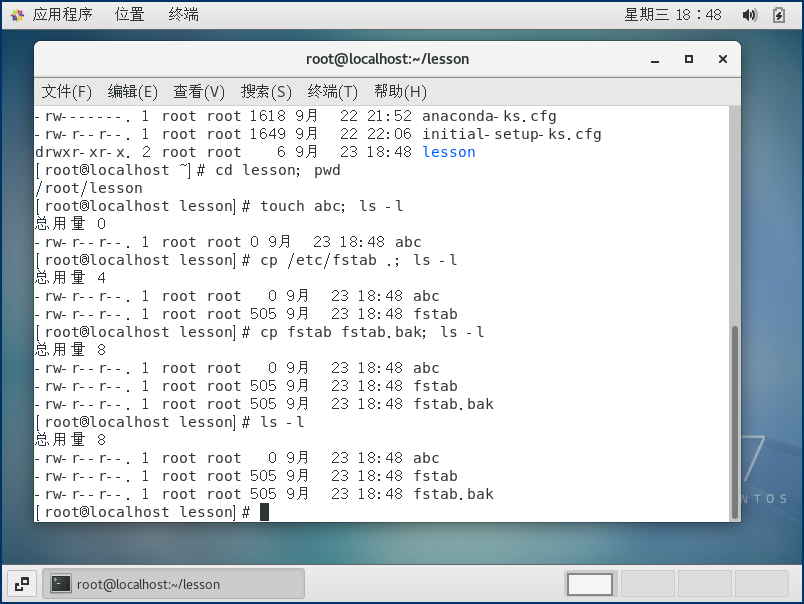 应用程序 位置 终端 星期三 18：48
root@localhost:~/lesson
文件(F) 编辑(E) 查看(V) 搜索(S) 终端(T) 帮助(H)
-rw-------. 1 root root 1618 9月  22 21:52 anaconda-ks.cfg
-rw-r--r--. 1 root root 1649 9月  22 22:06 initial-setup-ks.cfg
drwxr-xr-x. 2 root root    6 9月  23 18:48 lesson
[root@localhost ~]# cd lesson; pwd
/root/lesson
[root@localhost lesson]# touch abc; ls -l
总用量 0
-rw-r--r--. 1 root root 0 9月  23 18:48 abc
[root@localhost lesson]# cp /etc/fstab .; ls -l
总用量 4
-rw-r--r--. 1 root root   0 9月  23 18:48 abc
-rw-r--r--. 1 root root 505 9月  23 18:48 fstab
[root@localhost lesson]# cp fstab fstab.bak; ls -l
总用量 8
-rw-r--r--. 1 root root   0 9月  23 18:48 abc
-rw-r--r--. 1 root root 505 9月  23 18:48 fstab
-rw-r--r--. 1 root root 505 9月  23 18:48 fstab.bak
[root@localhost lesson]# ls -l
总用量 8
-rw-r--r--. 1 root root   0 9月  23 18:48 abc
-rw-r--r--. 1 root root 505 9月  23 18:48 fstab
-rw-r--r--. 1 root root 505 9月  23 18:48 fstab.bak
[root@localhost lesson]#
7
NTOS
root@localhost:~/lesson